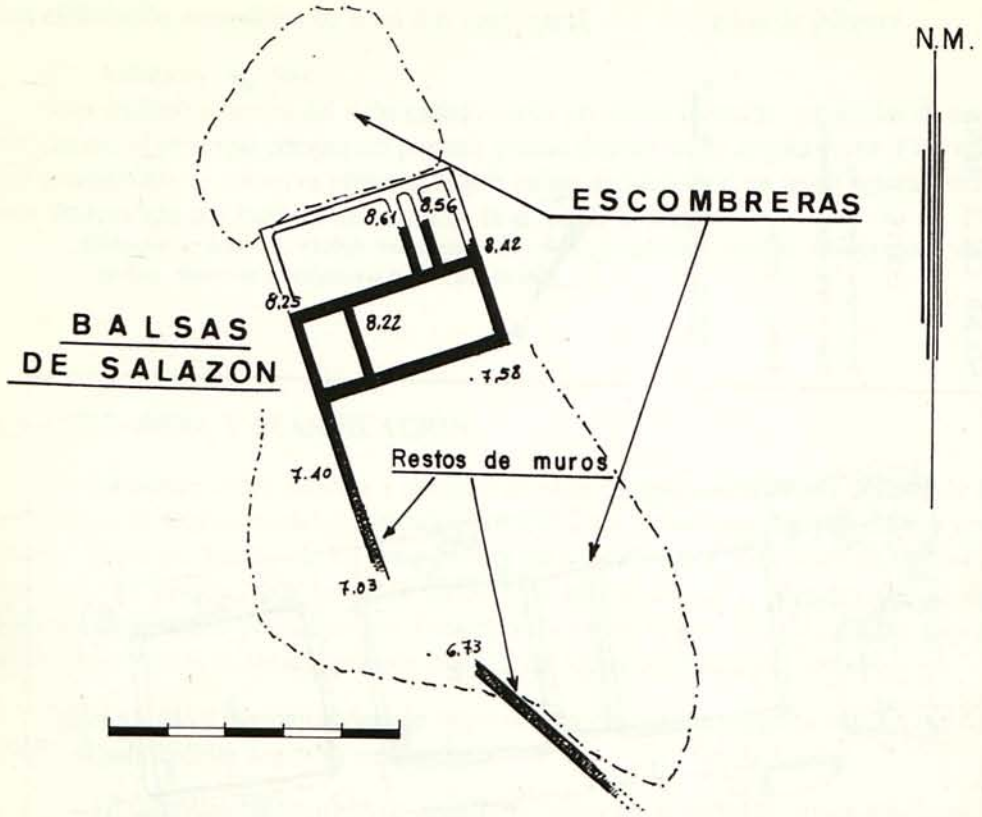 N.M.
ESCOMBRERAS
8,61
8,56
8,42
8,25
8,22
BALSAS
DE SALAZON
7,58
Restos de muros
7.40
7.03
6.73